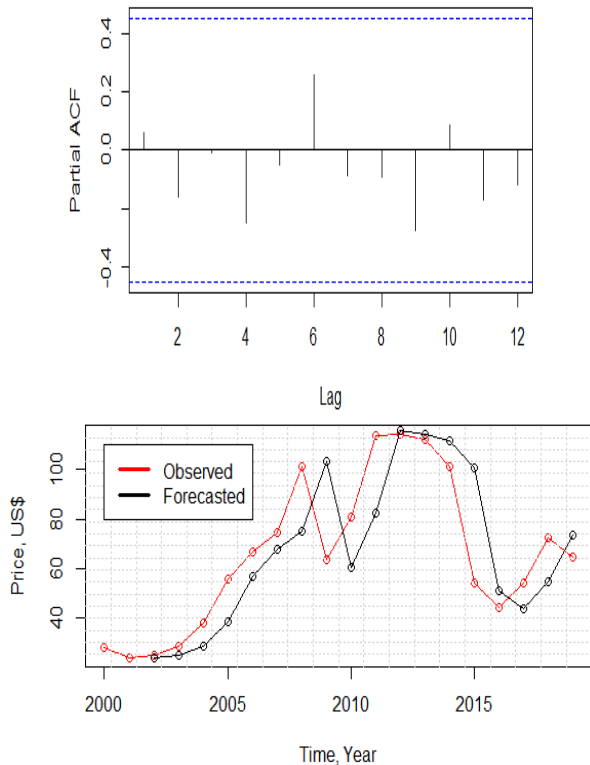 Partial ACF
0.4
0.2
0.0
-0.4
2 4 6 8 10 12
Lag
Price, US$
100
80
60
40
Observed
Forecasted
2000 2005 2010 2015
Time, Year